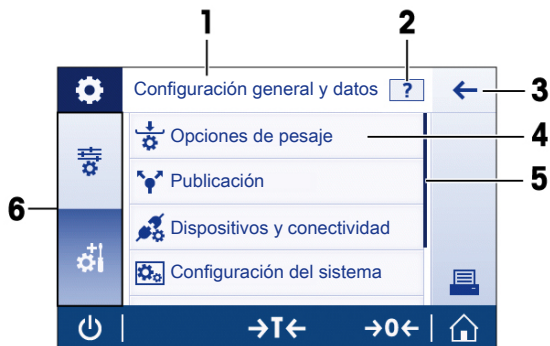 1
2
Configuración general y datos ?
3
Opciones de pesaje
4
Publicación
5
6
Dispositivos y conectividad
Configuración del sistema
→T←
→0←